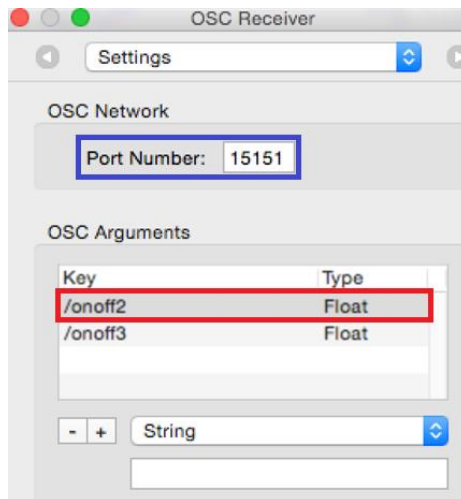 OSC Receiver
Settings
OSC Network
Port Number: 15151
OSC Arguments
Key Type
/onoff2 Float
/onoff3 Float
- + String